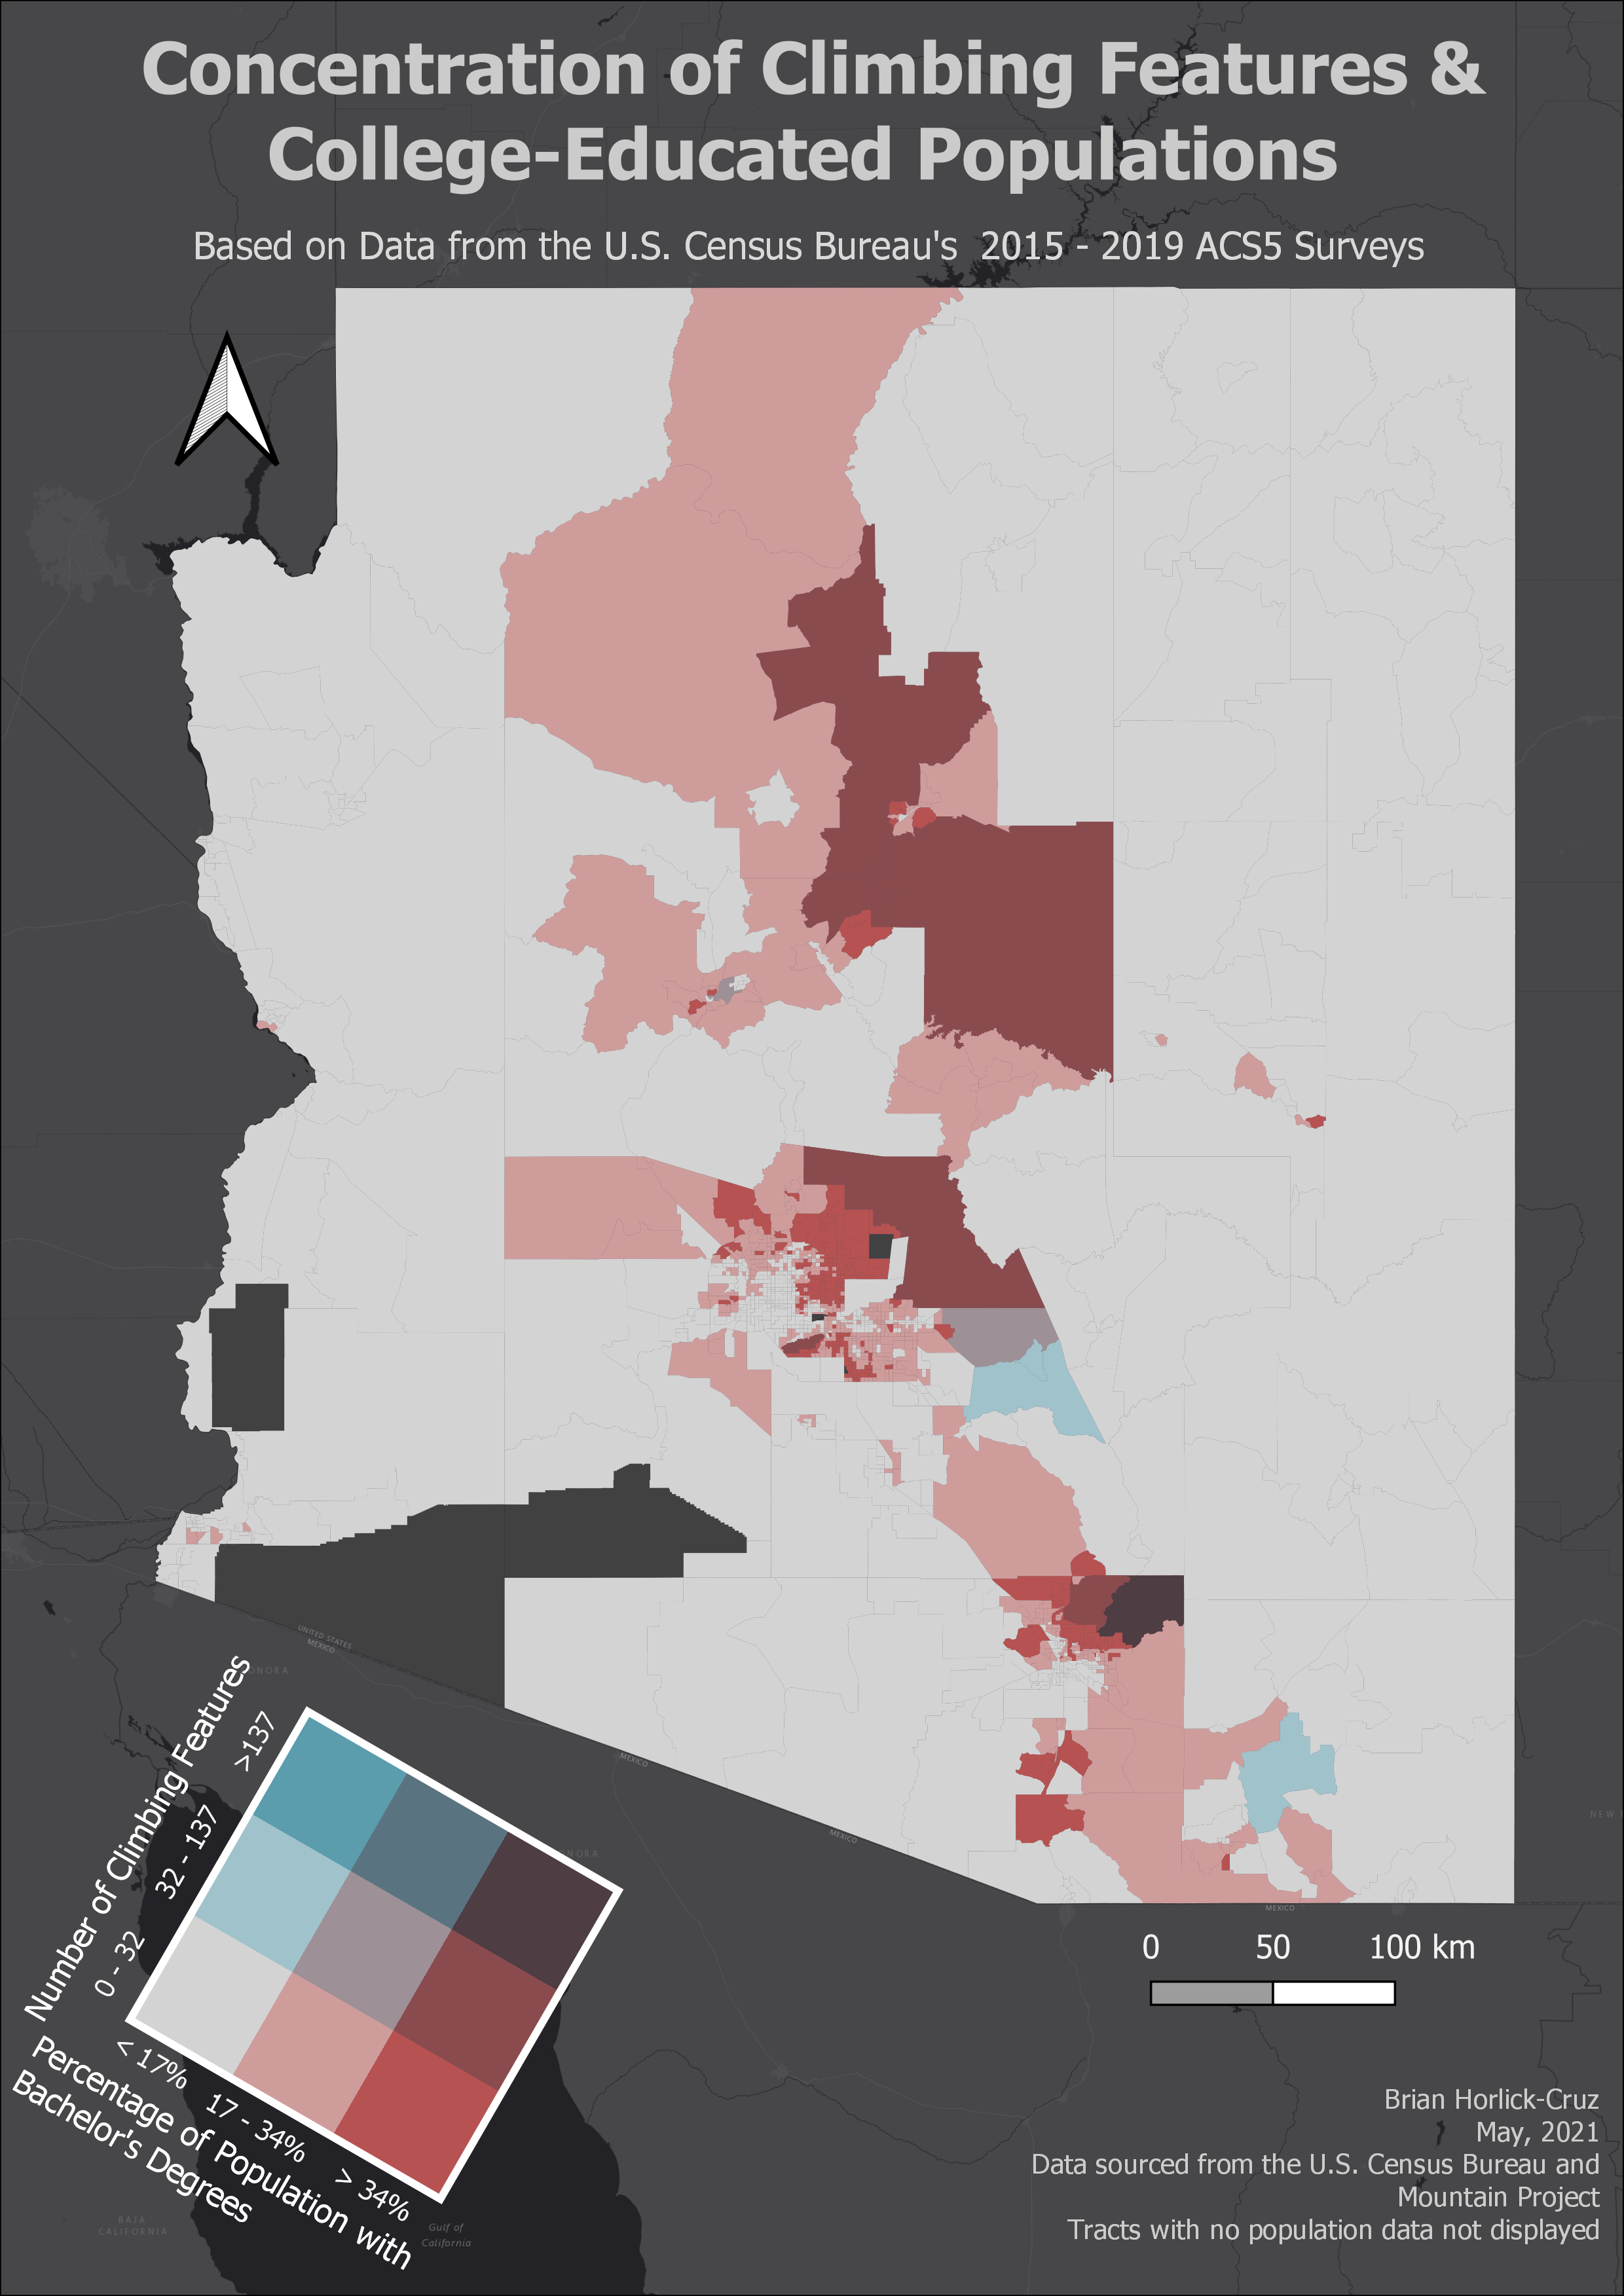 Concentration of Climbing Features &
College-Educated Populations
Based on Data from the U.S. Census Bureau's  2015 - 2019 ACS5 Surveys
UNITED STATES
MEXICO
MEXICO
MEXICO
MEXICO
Number of Climbing Features
>137
32 - 137
0 - 32
< 17%
17 - 34%
> 34%
Percentage of Population with
Bachelor's Degrees
0 50 100 km
BAJA
CALIFORNIA
Gulf of
California
Brian Horlick-Cruz
May, 2021
Data sourced from the U.S. Census Bureau and
Mountain Project
Tracts with no population data not displayed